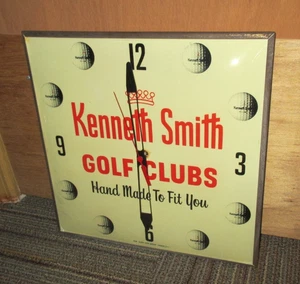 12
Kenneth Smith
9
3
GOLF CLUBS
Hand Made To Fit You
6